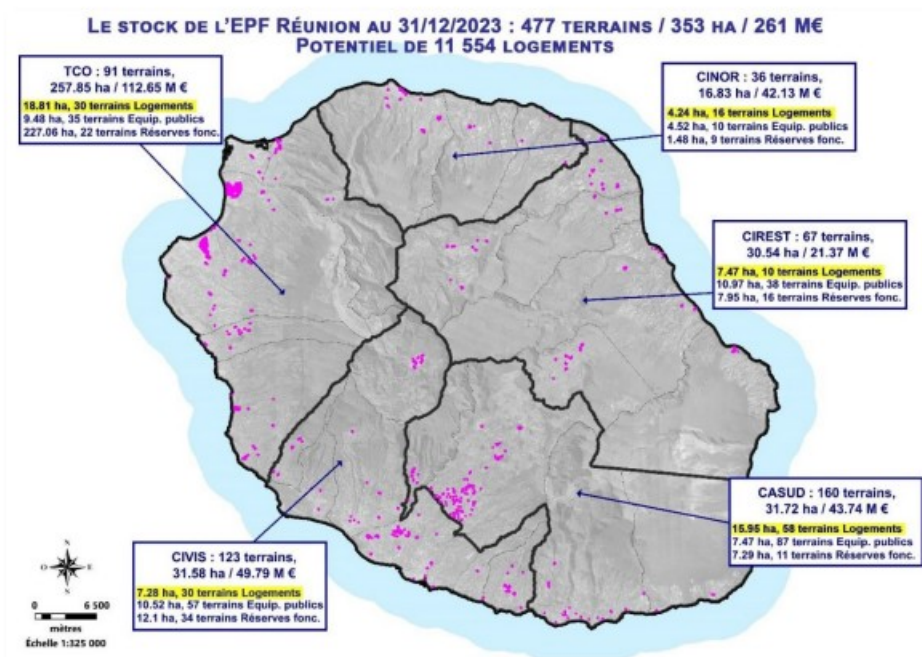 LE STOCK DE L'EPF RÉUNION AU 31/12/2023 : 477 TERRAINS / 353 HA / 261 M€
POTENTIEL DE 11 554 LOGEMENTS
TCO : 91 terrains,
257.85 ha / 112.65 M €
18.81 ha, 30 terrains Logements
9.48 ha, 35 terrains Equip. publics
227.06 ha, 22 terrains Réserves fonc.
CINOR : 36 terrains,
16.83 ha / 42.13 M €
4.24 ha, 16 terrains Logements
4.52 ha, 10 terrains Equip. publics
1.48 ha, 9 terrains Réserves fonc.
CIREST : 67 terrains,
30.54 ha / 21.37 M €
7.47 ha, 10 terrains Logements
10.97 ha, 38 terrains Equip. publics
7.95 ha, 16 terrains Réserves fonc.
CASUD : 160 terrains,
31.72 ha / 43.74 M €
15.95 ha, 58 terrains Logements
7.47 ha, 87 terrains Equip. publics
7.29 ha, 11 terrains Réserves fonc.
CIVIS : 123 terrains,
31.58 ha / 49.79 M €
7.28 ha, 30 terrains Logements
10.52 ha, 57 terrains Equip. publics
12.1 ha, 34 terrains Réserves fonc.
N
O E
S
0 6 500
mètres
Échelle 1:325 000